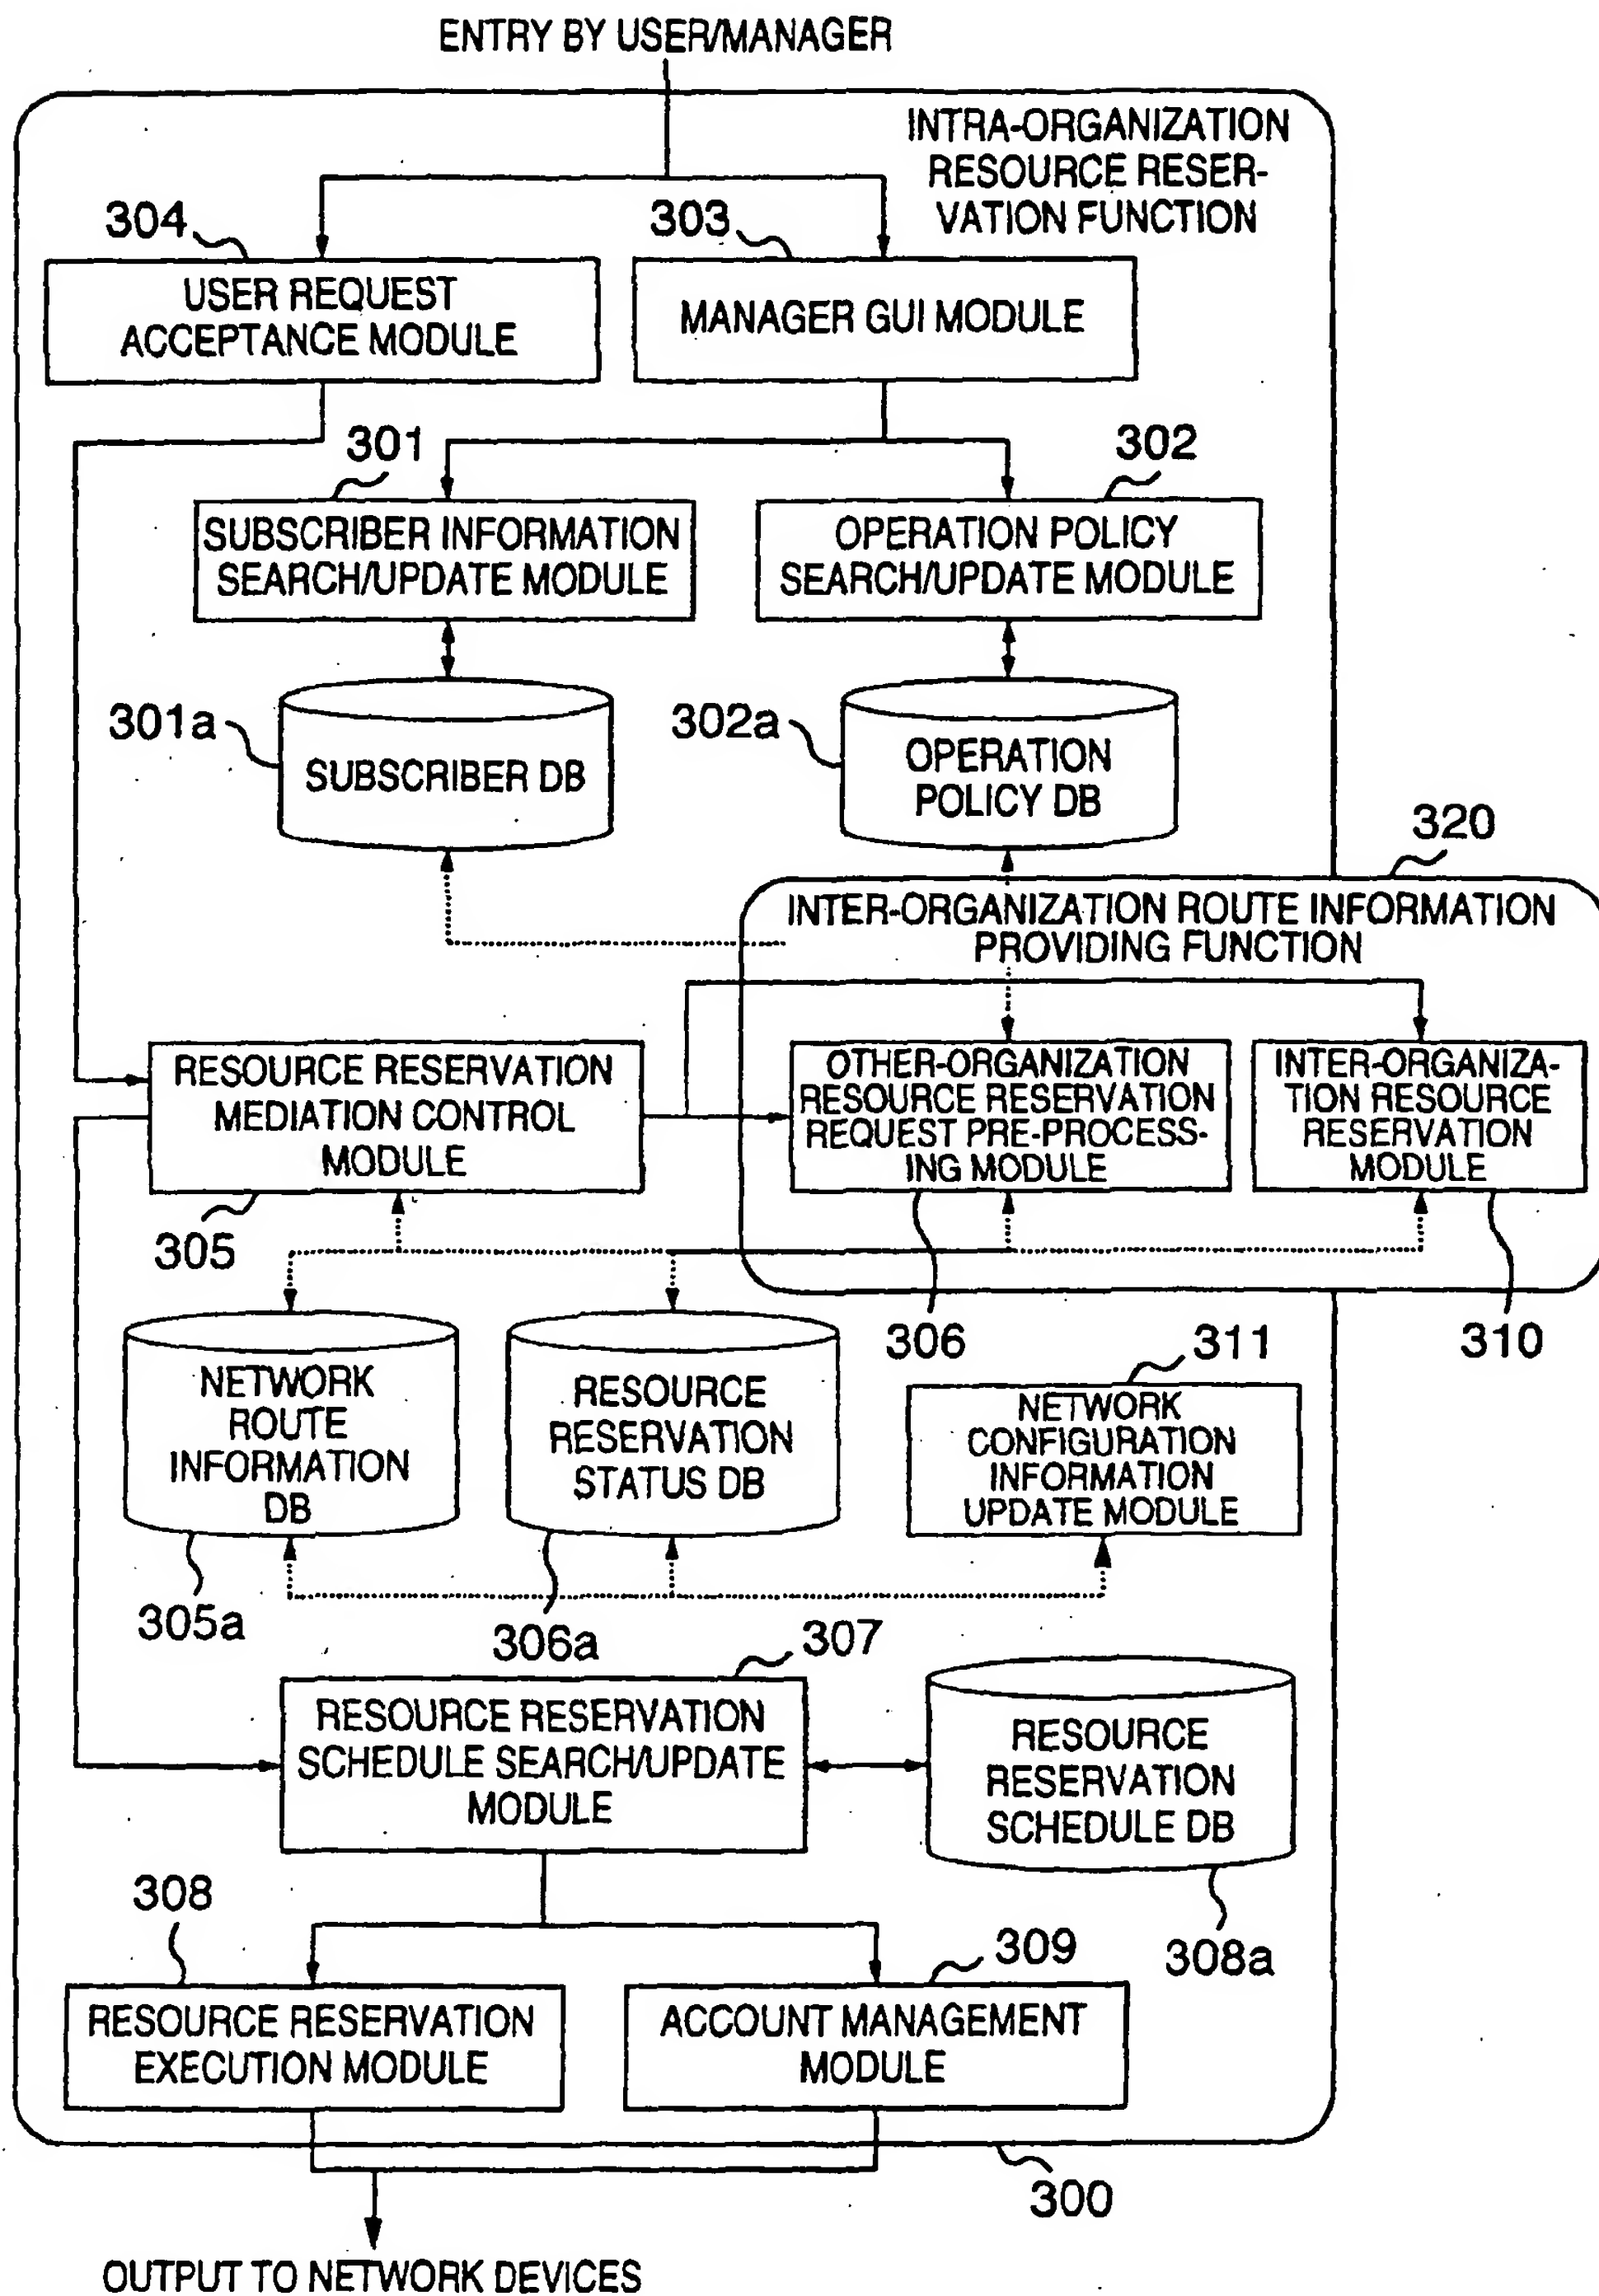 ENTRY BY USER/MANAGER
INTRA-ORGANIZATION
RESOURCE RESER-
VATION FUNCTION
304
303
USER REQUEST
ACCEPTANCE MODULE
MANAGER GUI MODULE
301
302
SUBSCRIBER INFORMATION
SEARCH/UPDATE MODULE
OPERATION POLICY
SEARCH/UPDATE MODULE
301a
SUBSCRIBER DB
302a
OPERATION
POLICY DB
320
INTER-ORGANIZATION ROUTE INFORMATION
PROVIDING FUNCTION
RESOURCE RESERVATION
MEDIATION CONTROL
MODULE
OTHER-ORGANIZATION
RESOURCE RESERVATION
REQUEST PRE-PROCESS-
ING MODULE
INTER-ORGANIZA-
TION RESOURCE
RESERVATION
MODULE
305
306
310
NETWORK
ROUTE
INFORMATION
DB
RESOURCE
RESERVATION
STATUS DB
311
NETWORK
CONFIGURATION
INFORMATION
UPDATE MODULE
305a
306a
307
RESOURCE RESERVATION
SCHEDULE SEARCH/UPDATE
MODULE
RESOURCE
RESERVATION
SCHEDULE DB
308
309
308a
RESOURCE RESERVATION
EXECUTION MODULE
ACCOUNT MANAGEMENT
MODULE
300
OUTPUT TO NETWORK DEVICES